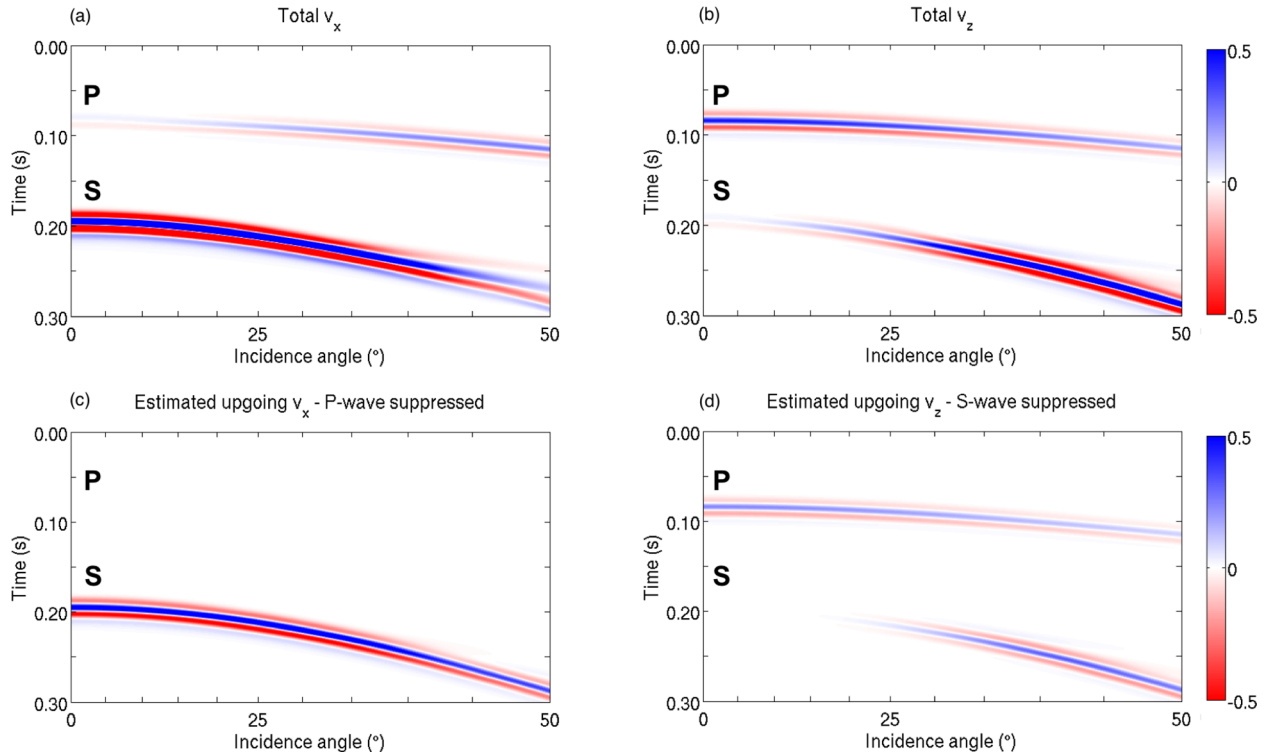 (a) Total vx
0.00
P
0.10
S
0.20
0.30
Time (s)
0 25 50
Incidence angle (°)
(b) Total vz
0.00
P
0.10
S
0.20
0.30
Time (s)
0 25 50
Incidence angle (°)
0.5
0
-0.5
(c) Estimated upgoing vx - P-wave suppressed
0.00
P
0.10
S
0.20
0.30
Time (s)
0 25 50
Incidence angle (°)
(d) Estimated upgoing vz - S-wave suppressed
0.00
P
0.10
S
0.20
0.30
Time (s)
0 25 50
Incidence angle (°)
0.5
0
-0.5